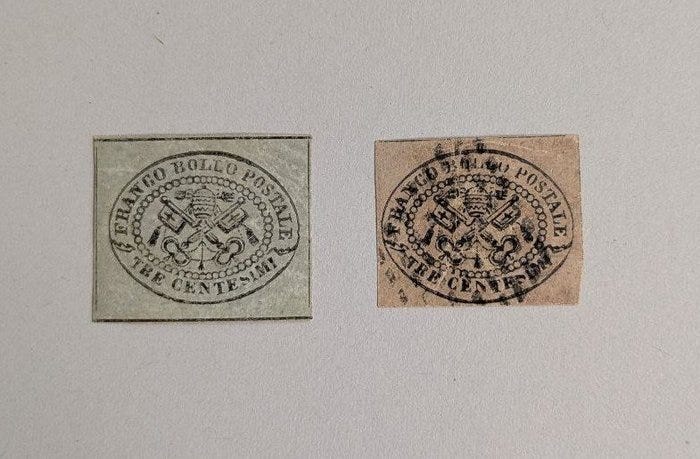 FRANCO BOLLO POSTALE
TRE CENTESIMI
FRANCO BOLLO POSTALE
TRE CENTESIMI